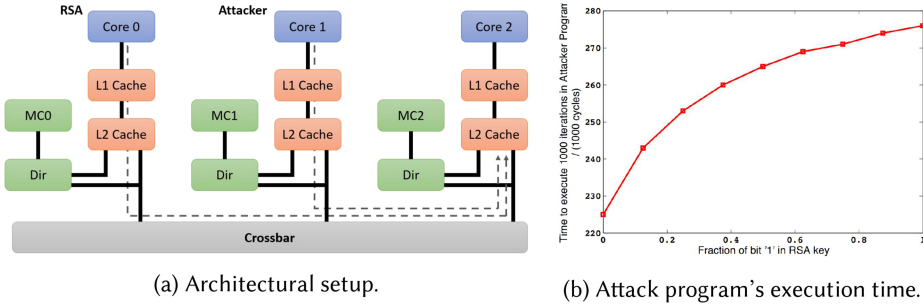 RSA
Attacker
Core 0
Core 1
Core 2
L1 Cache
L1 Cache
L1 Cache
MC0
MC1
MC2
L2 Cache
L2 Cache
L2 Cache
Dir
Dir
Dir
Crossbar
(a) Architectural setup.
Time to execute 1000 iterations in Attacker Program
/ (1000 cycles)
280
270
260
250
240
230
220
0
0.2
0.4
0.6
0.8
1
Fraction of bit '1' in RSA key
(b) Attack program's execution time.